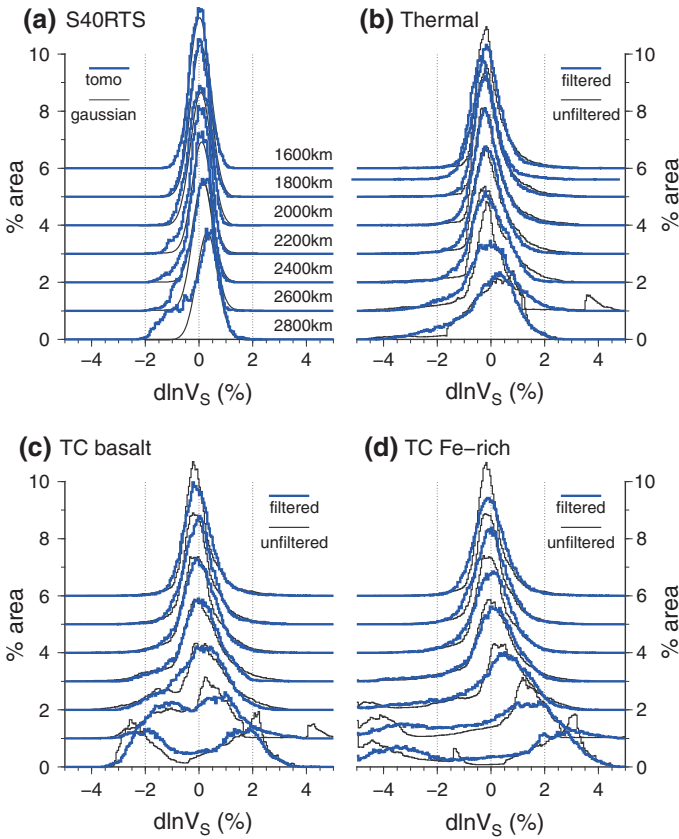 (a) S40RTS
(b) Thermal
10
8
6
4
2
0
% area
tomo
gaussian
1600km
1800km
2000km
2200km
2400km
2600km
2800km
−4 −2 0 2 4
dlnVS (%)
filtered
unfiltered
10
8
6
4
2
0
% area
−4 −2 0 2 4
dlnVS (%)
(c) TC basalt
(d) TC Fe−rich
10
8
6
4
2
0
% area
filtered
unfiltered
−4 −2 0 2 4
dlnVS (%)
filtered
unfiltered
10
8
6
4
2
0
% area
−4 −2 0 2 4
dlnVS (%)